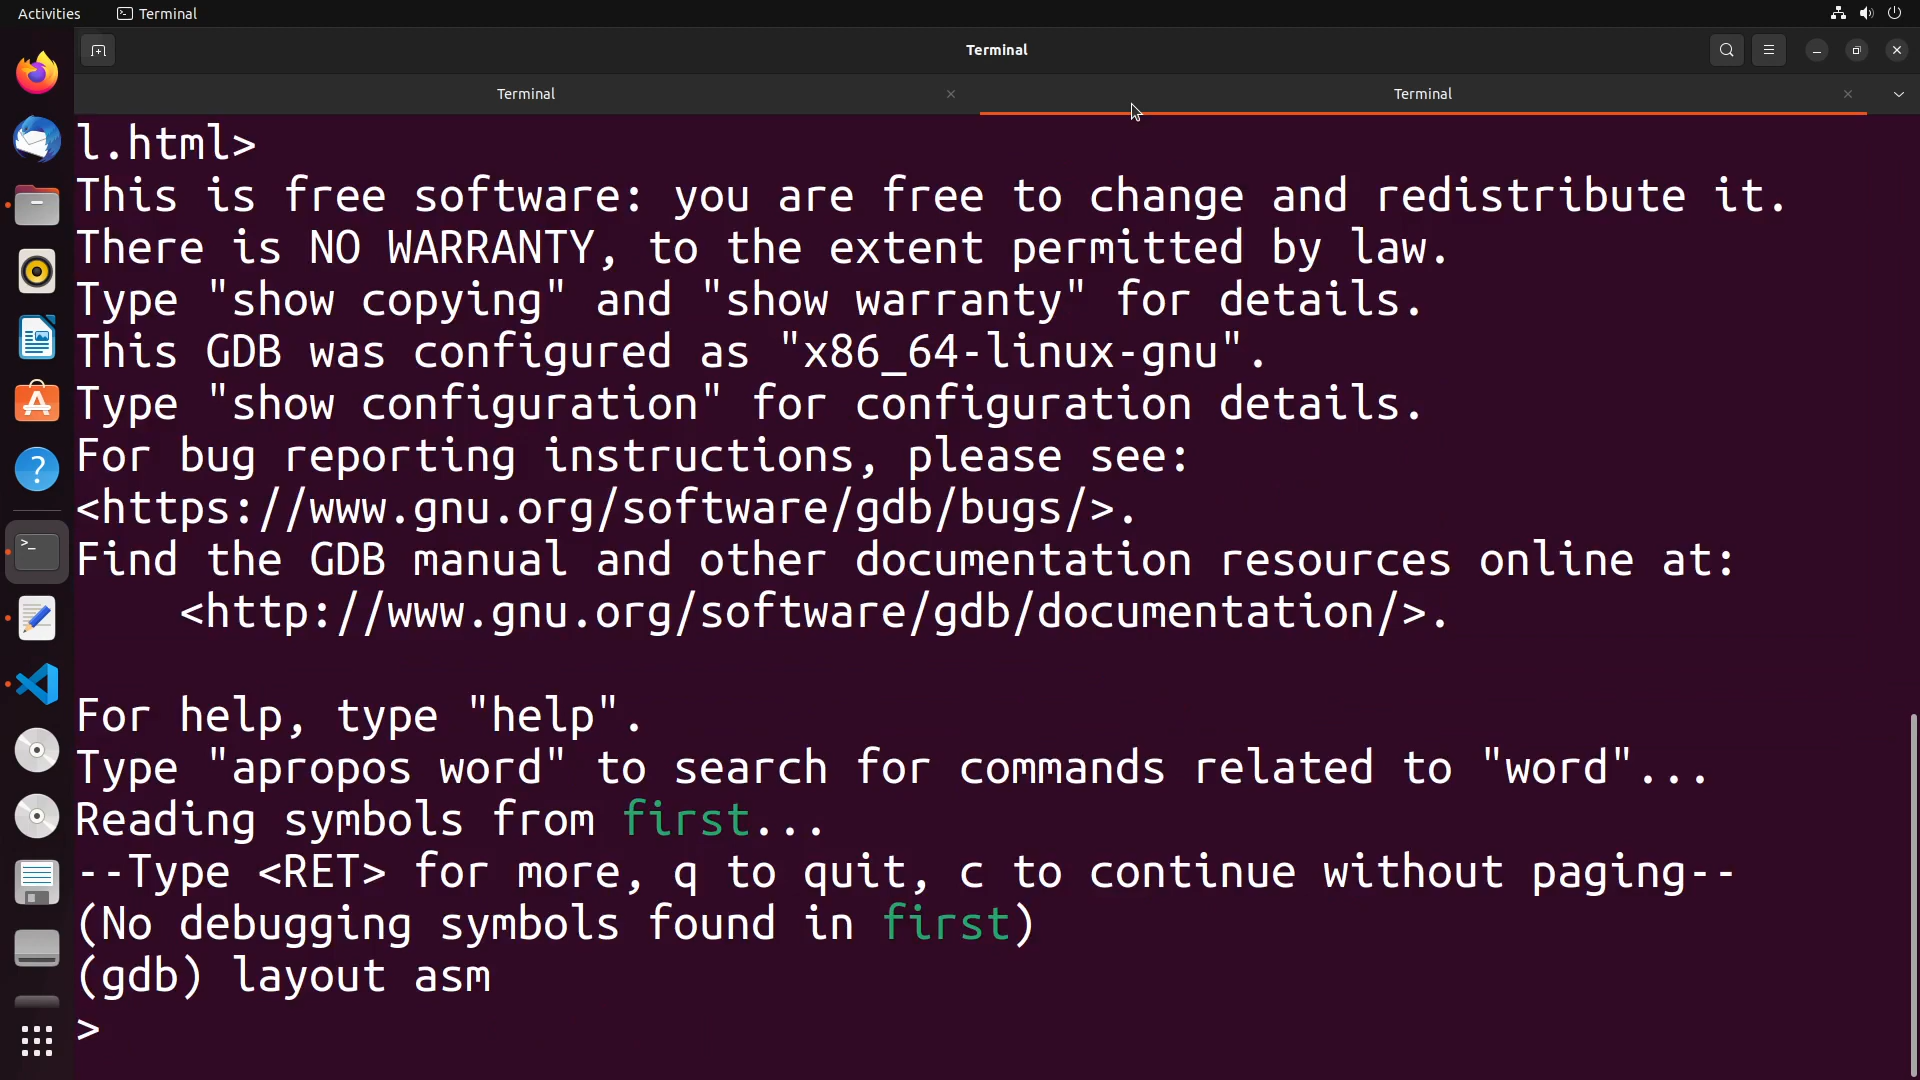 Activities
Terminal
Terminal
Terminal
Terminal
l.html>
This is free software: you are free to change and redistribute it.
There is NO WARRANTY, to the extent permitted by law.
Type "show copying" and "show warranty" for details.
This GDB was configured as "x86_64-linux-gnu".
Type "show configuration" for configuration details.
For bug reporting instructions, please see:
<https://www.gnu.org/software/gdb/bugs/>.
Find the GDB manual and other documentation resources online at:
    <http://www.gnu.org/software/gdb/documentation/>.
For help, type "help".
Type "apropos word" to search for commands related to "word"...
Reading symbols from first...
--Type <RET> for more, q to quit, c to continue without paging--
(No debugging symbols found in first)
(gdb) layout asm
>